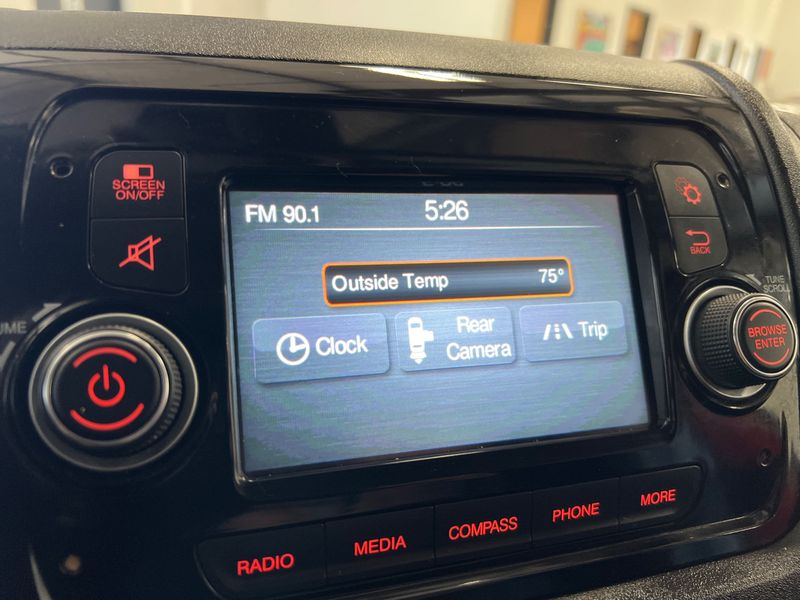 SCREEN
ON/OFF
FM 90.1
5:26
BACK
Outside Temp 75°
TUNE
SCROLL
UME
Clock
Rear
Camera
Trip
BROWSE
ENTER
RADIO
MEDIA
COMPASS
PHONE
MORE